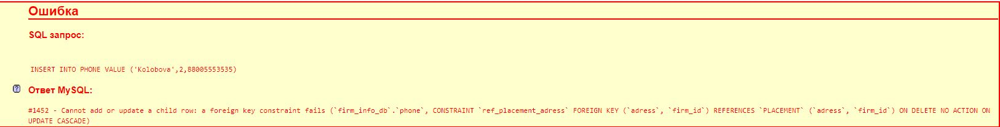 Ошибка
SQL запрос:
INSERT INTO PHONE VALUE ('Kolobova',2,88005553535)
?
Ответ MySQL:
#1452 - Cannot add or update a child row: a foreign key constraint fails (`firm_info_db`.`phone`, CONSTRAINT `ref_placement_adress` FOREIGN KEY (`adress`, `firm_id`) REFERENCES `PLACEMENT` (`adress`, `firm_id`) ON DELETE NO ACTION ON
UPDATE CASCADE)